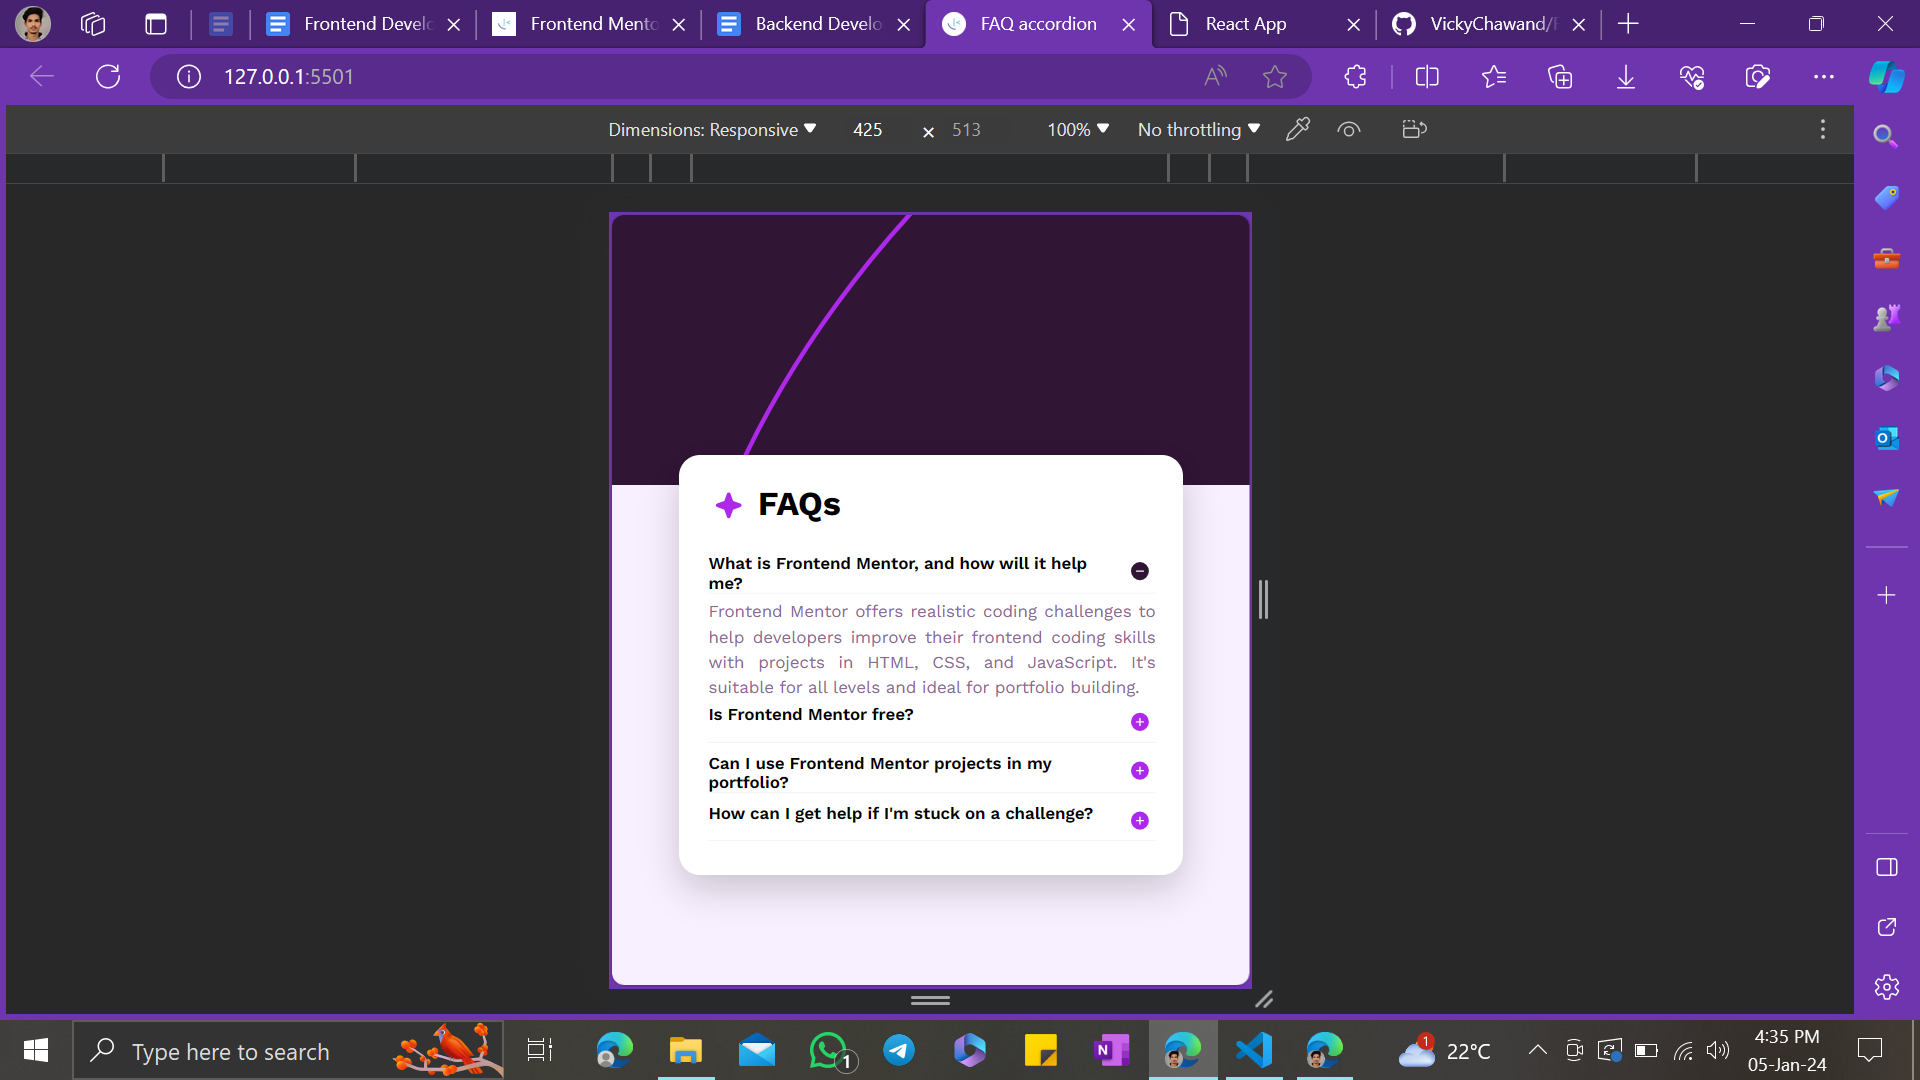 Frontend Develo
Frontend Mento
Backend Develo
FAQ accordion
React App
VickyChawand/
127.0.0.1:5501
Dimensions: Responsive
425
513
100%
No throttling
FAQs
What is Frontend Mentor, and how will it help
me?
Frontend Mentor offers realistic coding challenges to
help developers improve their frontend coding skills
with projects in HTML, CSS, and JavaScript. It's
suitable for all levels and ideal for portfolio building.
Is Frontend Mentor free?
Can I use Frontend Mentor projects in my
portfolio?
How can I get help if I'm stuck on a challenge?
Type here to search
1
1
22°C
4:35 PM
05-Jan-24